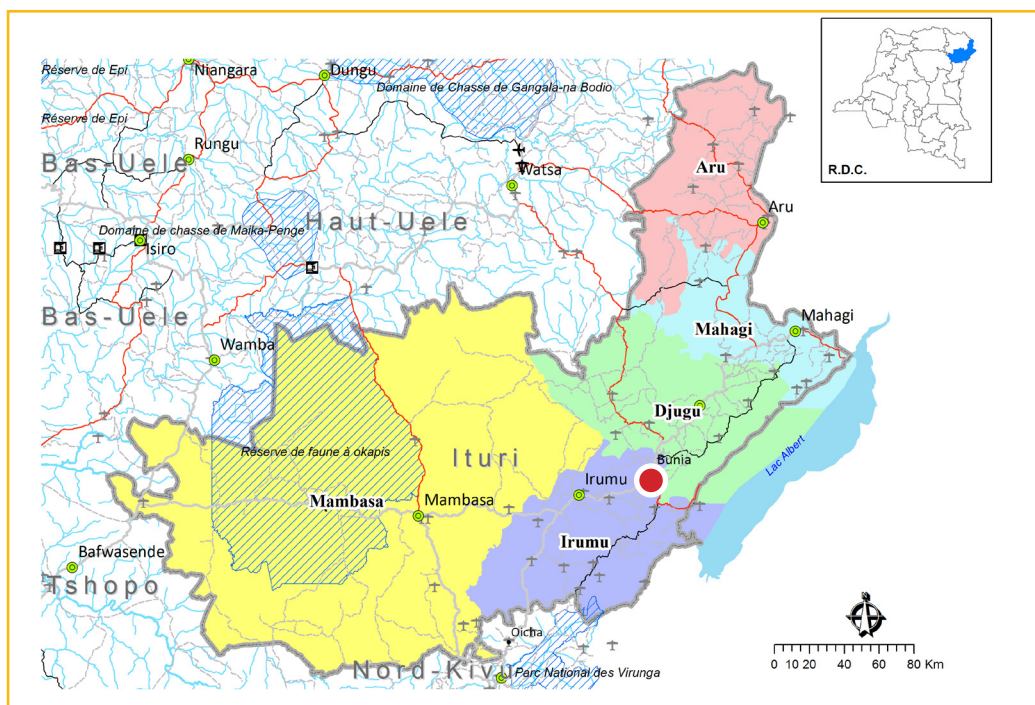 Réserve de Epi
Niangara
Dungu
Domaine de Chasse de Gangala-na Bodio
R.D.C.
Réserve de Epi
Rungu
Bas-Uele
Watsa
Aru
Haut-Uele
Aru
Domaine de chasse de Maika-Penge
Isiro
Bas-Uele
Mahagi
Mahagi
Wamba
Djugu
Réserve de faune à okapis
Ituri
Bunia
Lac Albert
Irumu
Mambasa
Mambasa
Irumu
Bafwasende
Tshopo
Oicha
Nord-Kivu
Parc National des Virunga
0 10 20 40 60 80 Km